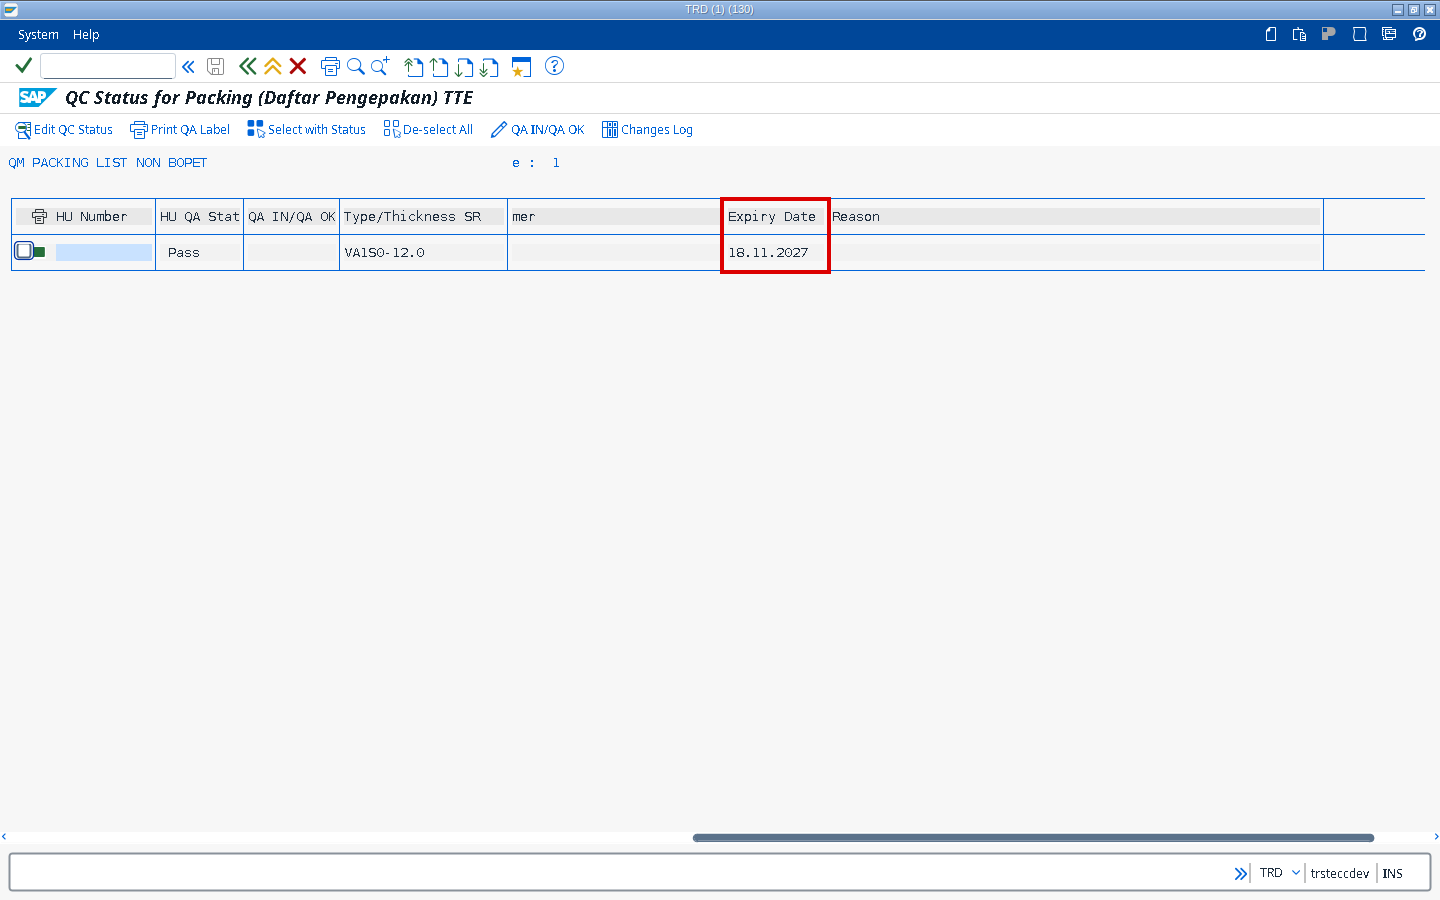 TRD (1) (130)
System Help
SAP QC Status for Packing (Daftar Pengepakan) TTE
Edit QC Status Print QA Label Select with Status De-select All QA IN/QA OK Changes Log
QM PACKING LIST NON BOPET e : 1
HU Number HU QA Stat QA IN/QA OK Type/Thickness SR mer Expiry Date Reason
Pass VA1S0-12.0 18.11.2027
TRD trsteccdev INS